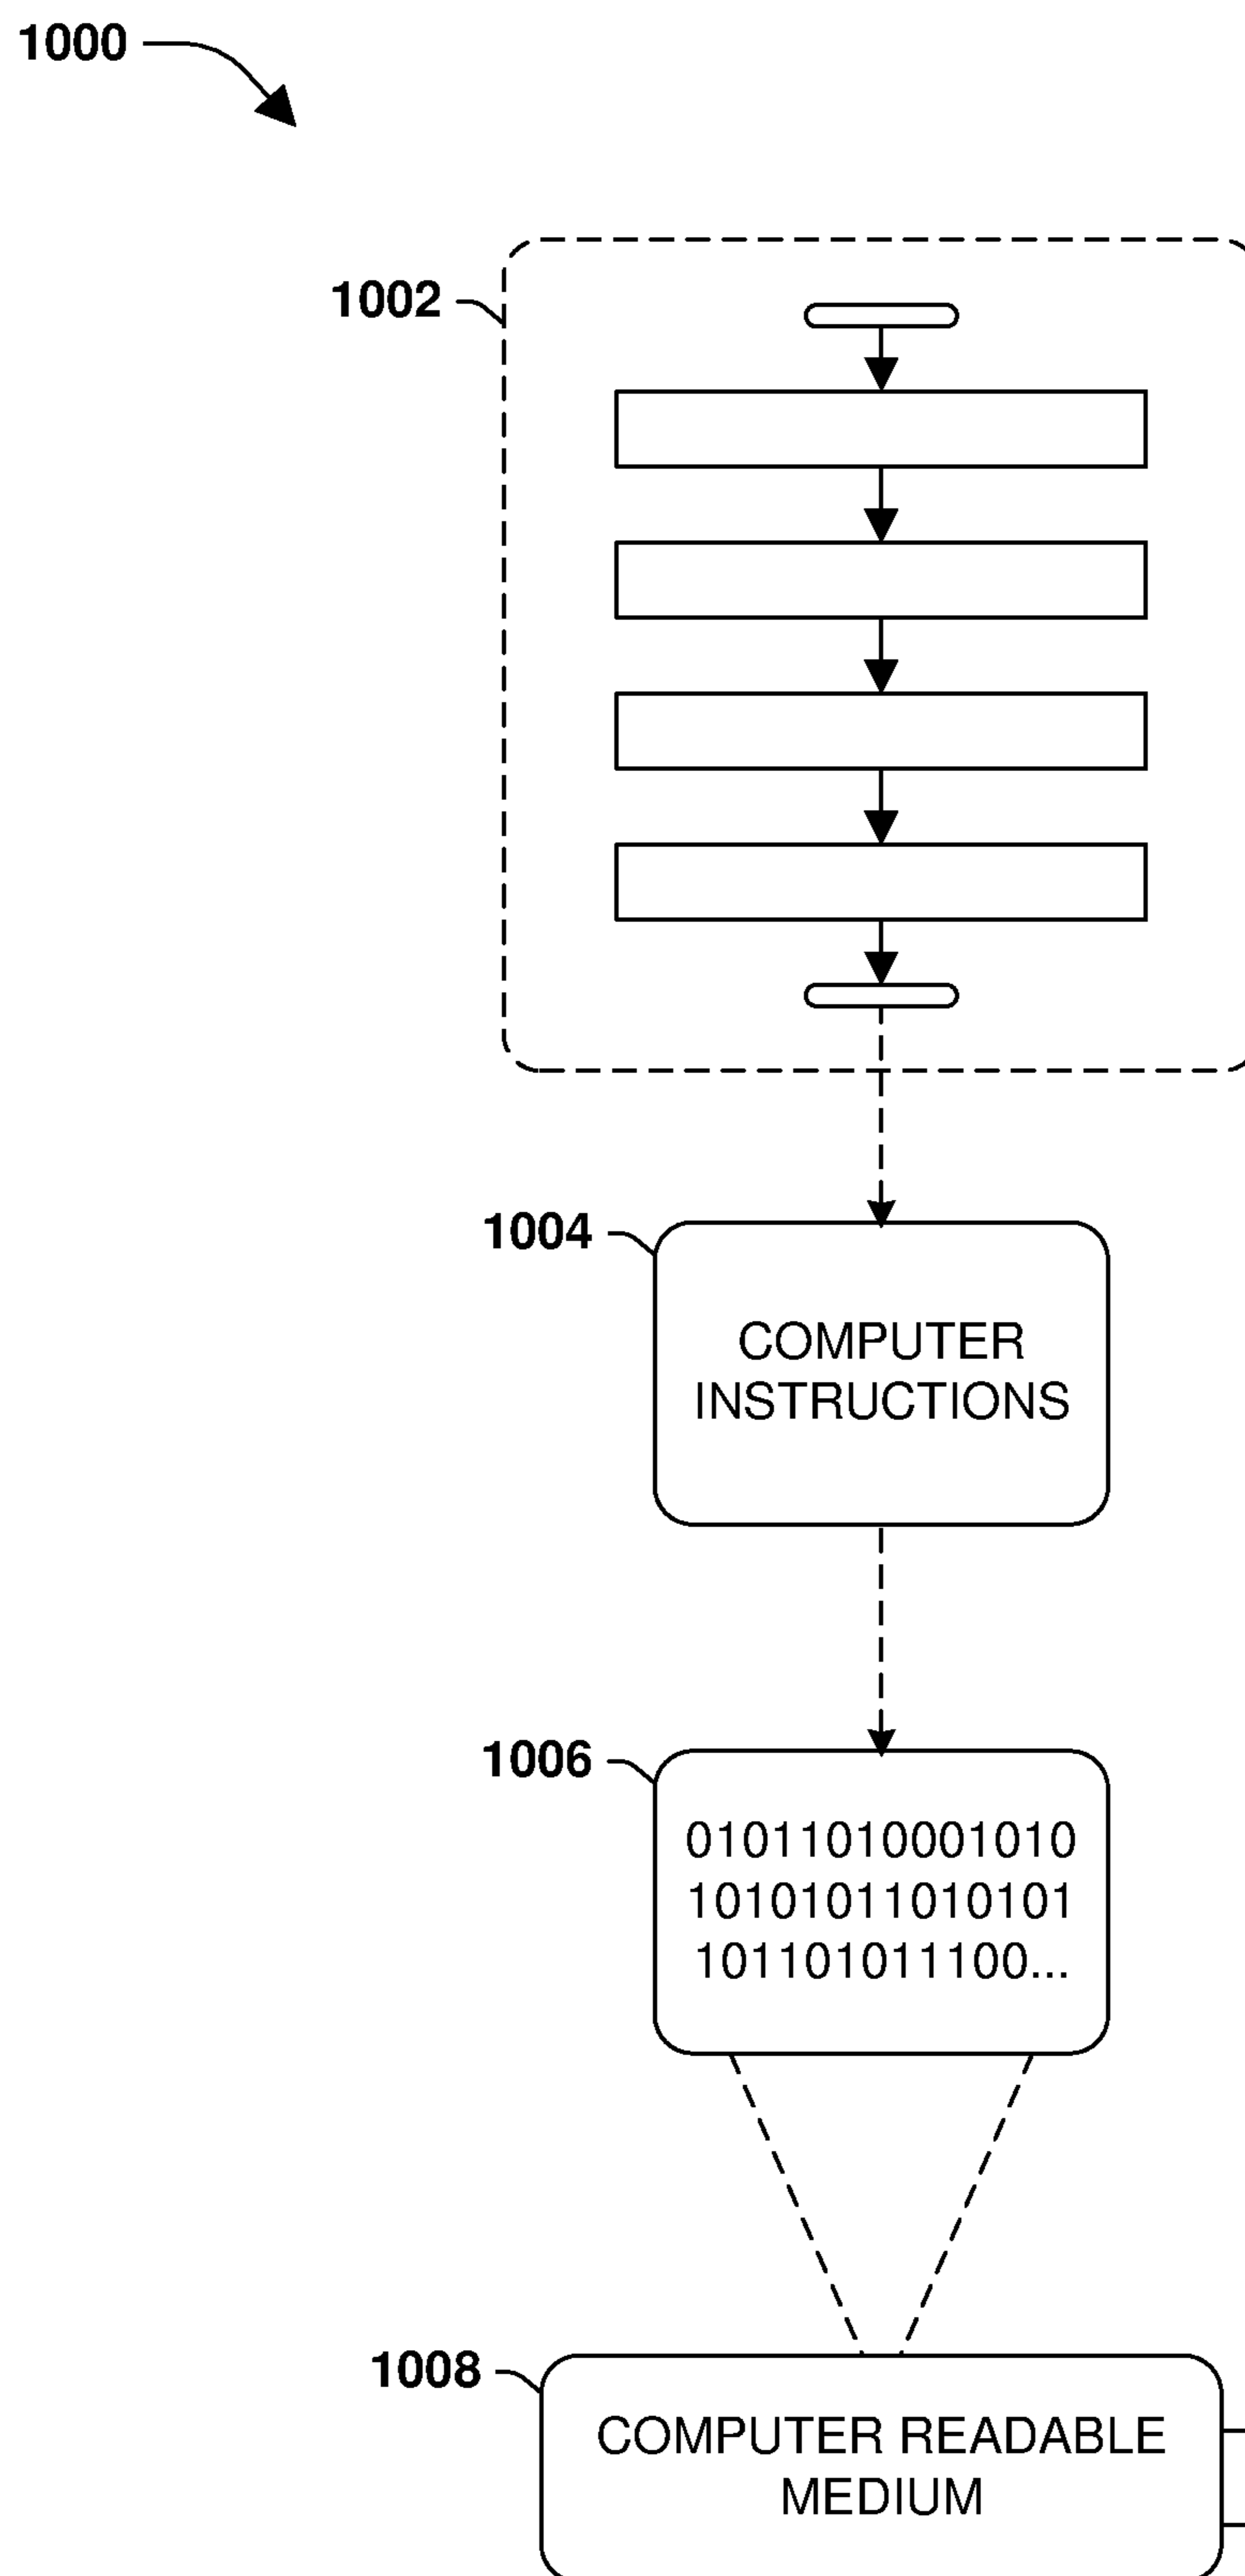 1000
1002
1004
COMPUTER
INSTRUCTIONS
1006
01011010001010
10101011010101
101101011100...
1008
COMPUTER READABLE
MEDIUM